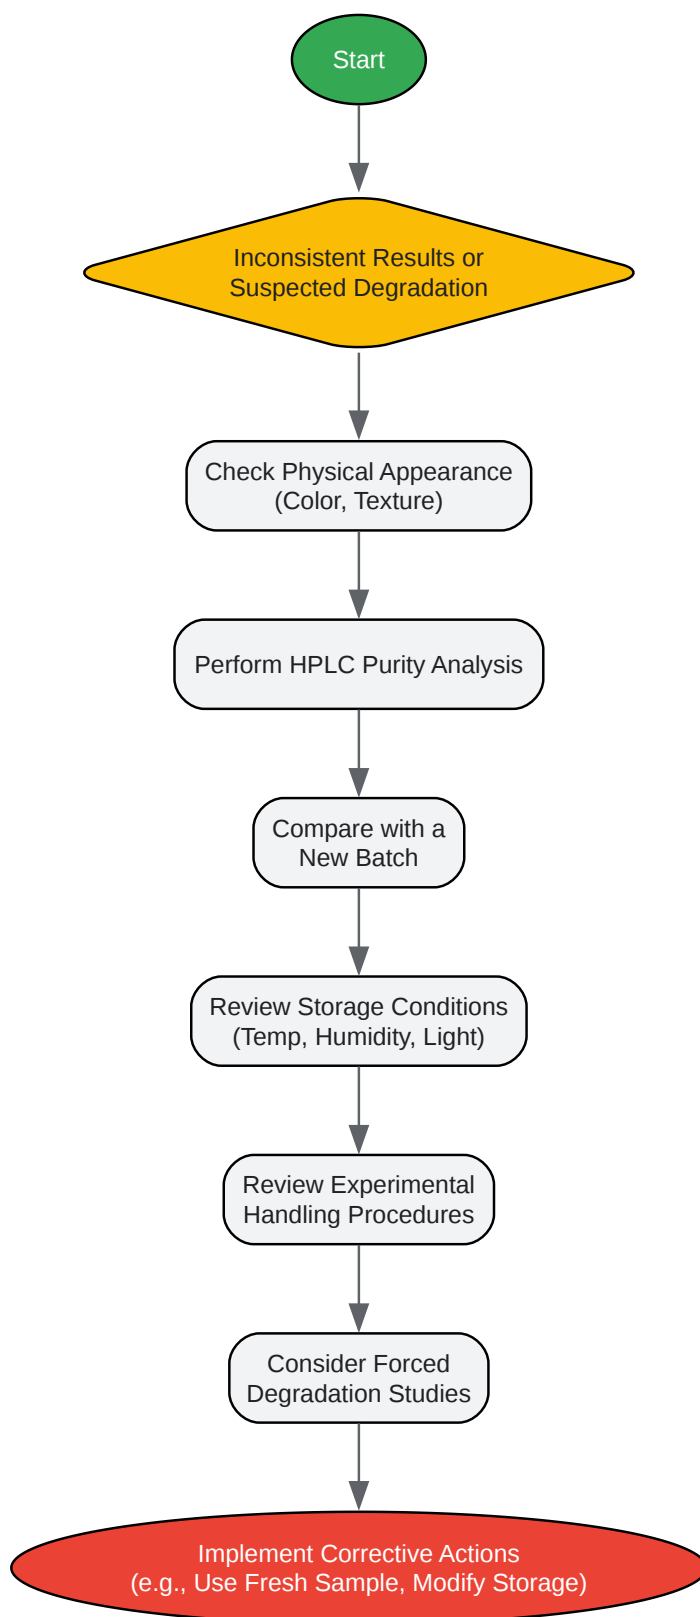 Start
Inconsistent Results or
Suspected Degradation
Check Physical Appearance
(Color, Texture)
Perform HPLC Purity Analysis
Compare with a
New Batch
Review Storage Conditions
(Temp, Humidity, Light)
Review Experimental
Handling Procedures
Consider Forced
Degradation Studies
Implement Corrective Actions
(e.g., Use Fresh Sample, Modify Storage)